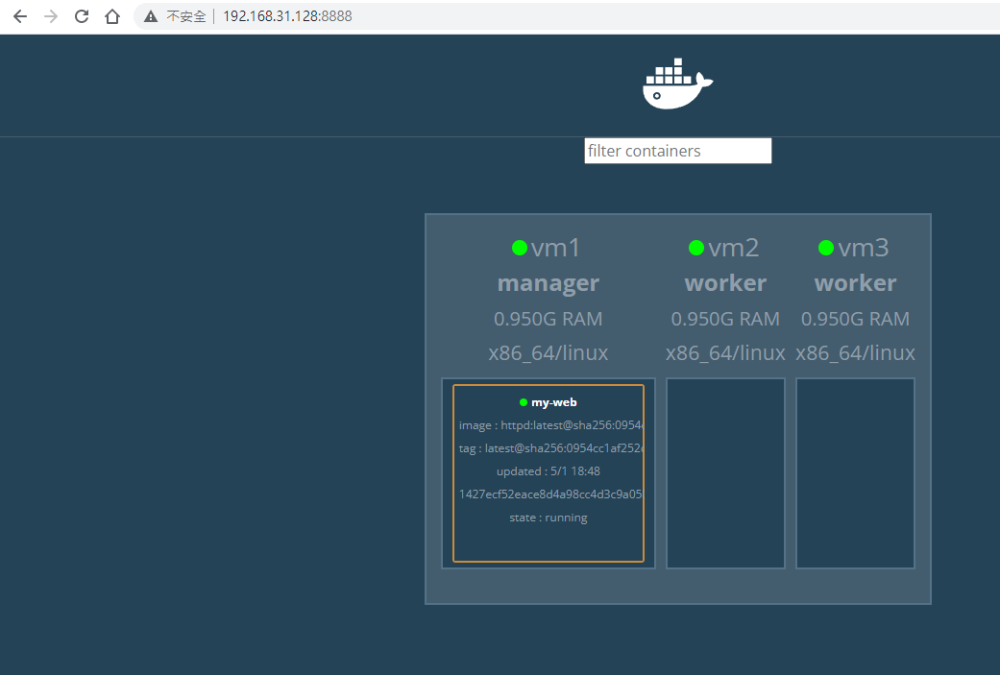 不安全 192.168.31.128:8888
filter containers
vm1 vm2 vm3
manager worker worker
0.950G RAM 0.950G RAM 0.950G RAM
x86_64/linux x86_64/linux x86_64/linux
my-web
image : httpd:latest@sha256:0954
tag : latest@sha256:0954cc1af252
updated : 5/1 18:48
1427ecf52eace8d4a98cc4d3c9a05
state : running